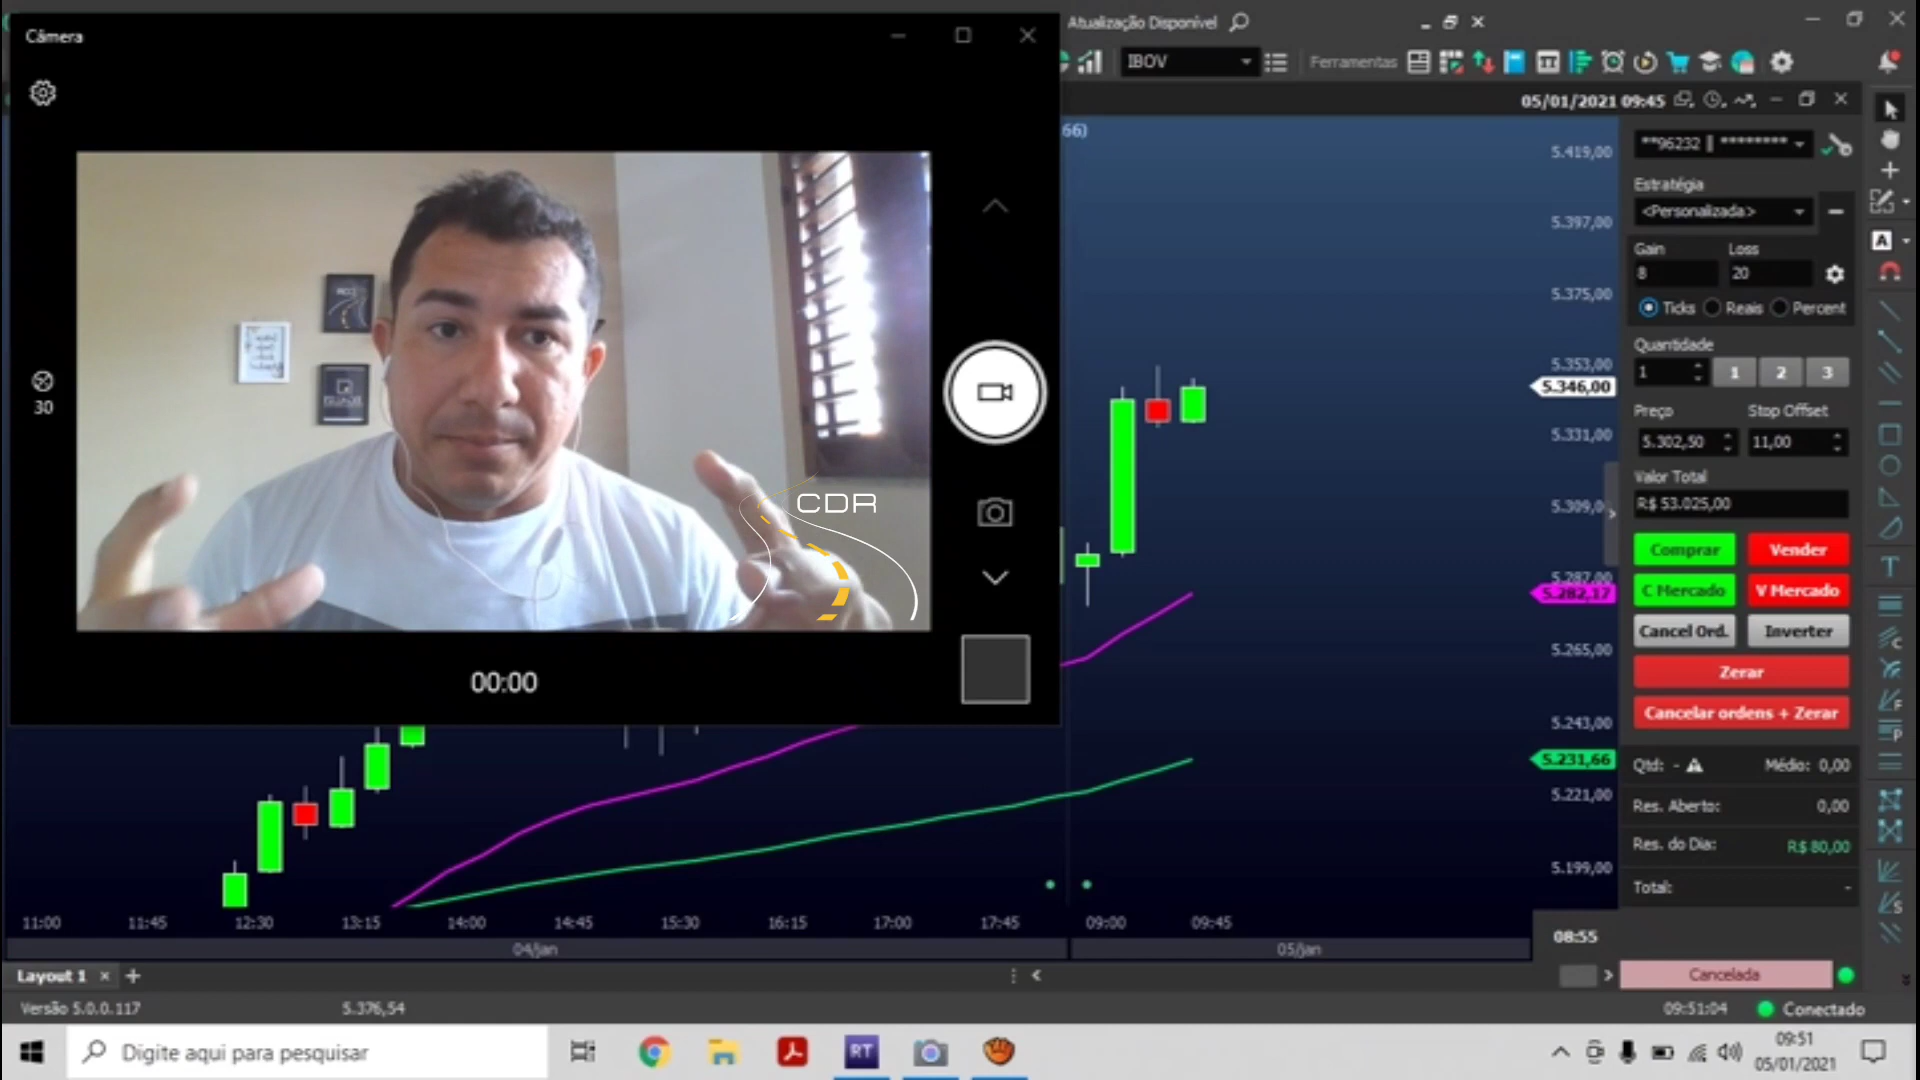 Câmera
30
CDR
00:00
Atualização Disponível
IBOV
Ferramentas
05/01/2021 09:45
66)
5.419,00
5.397,00
5.375,00
5.353,00
5.346,00
5.331,00
5.309,0
5.287,00
5.282,17
5.265,00
5.243,00
5.231,66
5.221,00
5.199,00
**96232 || ********
Estratégia
<Personalizada>
Gain Loss
8 20
Ticks Reais Percent
Quantidade
1 1 2 3
Preço Stop Offset
5.302,50 11,00
Valor Total
R$ 53.025,00
Comprar Vender
C Mercado V Mercado
Cancel Ord. Inverter
Zerar
Cancelar ordens + Zerar
Qtd: - Médio: 0,00
Res. Aberto: 0,00
Res. do Dia: R$ 80,00
Total: -
11:00 11:45 12:30 13:15 14:00 14:45 15:30 16:15 17:00 17:45 09:00 09:45
04/jan 05/jan
08:55
Layout 1
Cancelada
Versão 5.0.0.117 5.376,54 09:51:04 Conectado
Digite aqui para pesquisar
RT
09:51
05/01/2021